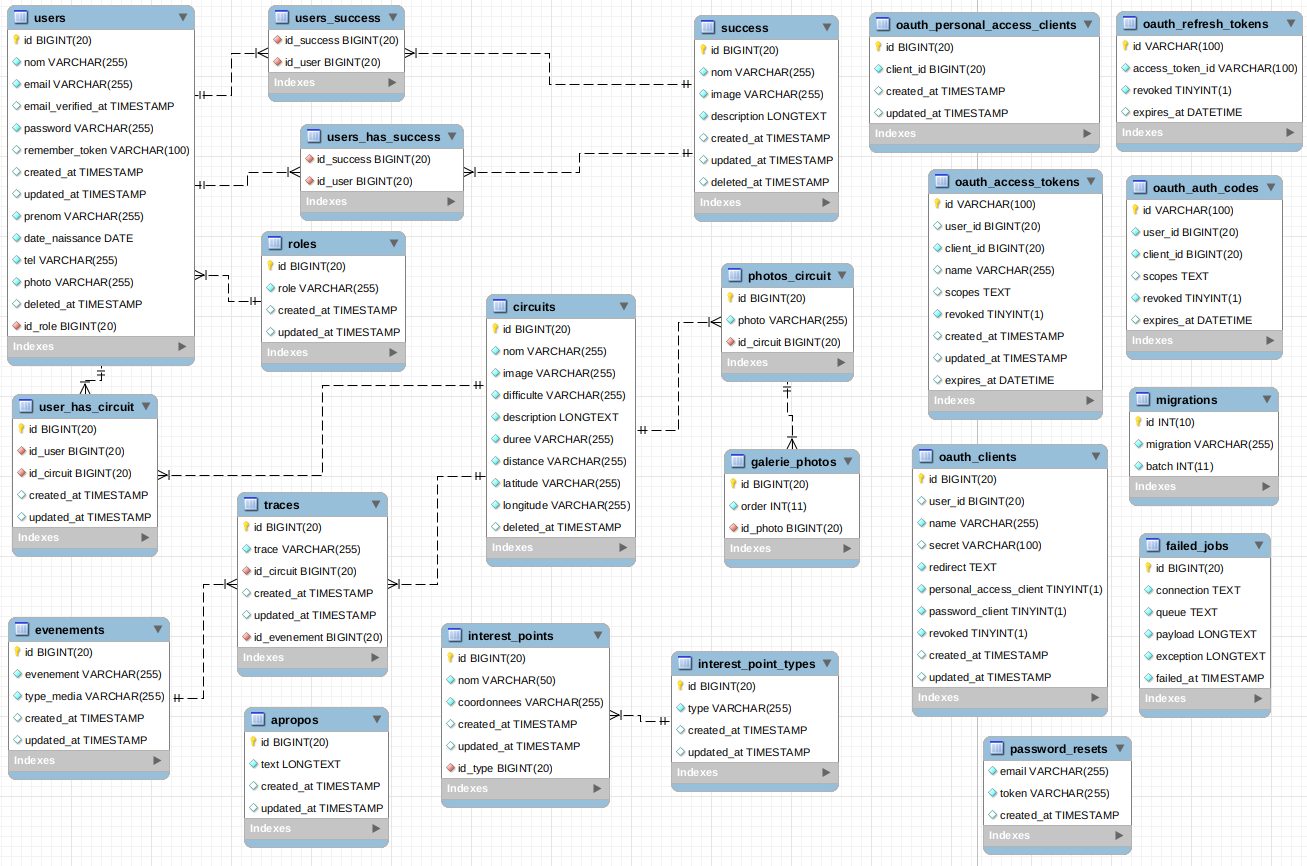 users
id BIGINT(20)
nom VARCHAR(255)
email VARCHAR(255)
email_verified_at TIMESTAMP
password VARCHAR(255)
remember_token VARCHAR(100)
created_at TIMESTAMP
updated_at TIMESTAMP
prenom VARCHAR(255)
date_naissance DATE
tel VARCHAR(255)
photo VARCHAR(255)
deleted_at TIMESTAMP
id_role BIGINT(20)
Indexes
users_success
id_success BIGINT(20)
id_user BIGINT(20)
Indexes
users_has_success
id_success BIGINT(20)
id_user BIGINT(20)
Indexes
roles
id BIGINT(20)
role VARCHAR(255)
created_at TIMESTAMP
updated_at TIMESTAMP
Indexes
success
id BIGINT(20)
nom VARCHAR(255)
image VARCHAR(255)
description LONGTEXT
created_at TIMESTAMP
updated_at TIMESTAMP
deleted_at TIMESTAMP
Indexes
oauth_personal_access_clients
id BIGINT(20)
client_id BIGINT(20)
created_at TIMESTAMP
updated_at TIMESTAMP
Indexes
oauth_refresh_tokens
id VARCHAR(100)
access_token_id VARCHAR(100)
revoked TINYINT(1)
expires_at DATETIME
Indexes
oauth_access_tokens
id VARCHAR(100)
user_id BIGINT(20)
client_id BIGINT(20)
name VARCHAR(255)
scopes TEXT
revoked TINYINT(1)
created_at TIMESTAMP
updated_at TIMESTAMP
expires_at DATETIME
Indexes
oauth_auth_codes
id VARCHAR(100)
user_id BIGINT(20)
client_id BIGINT(20)
scopes TEXT
revoked TINYINT(1)
expires_at DATETIME
Indexes
circuits
id BIGINT(20)
nom VARCHAR(255)
image VARCHAR(255)
difficulte VARCHAR(255)
description LONGTEXT
duree VARCHAR(255)
distance VARCHAR(255)
latitude VARCHAR(255)
longitude VARCHAR(255)
deleted_at TIMESTAMP
Indexes
photos_circuit
id BIGINT(20)
photo VARCHAR(255)
id_circuit BIGINT(20)
Indexes
user_has_circuit
id BIGINT(20)
id_user BIGINT(20)
id_circuit BIGINT(20)
created_at TIMESTAMP
updated_at TIMESTAMP
Indexes
galerie_photos
id BIGINT(20)
order INT(11)
id_photo BIGINT(20)
Indexes
migrations
id INT(10)
migration VARCHAR(255)
batch INT(11)
Indexes
traces
id BIGINT(20)
trace VARCHAR(255)
id_circuit BIGINT(20)
created_at TIMESTAMP
updated_at TIMESTAMP
id_evenement BIGINT(20)
Indexes
oauth_clients
id BIGINT(20)
user_id BIGINT(20)
name VARCHAR(255)
secret VARCHAR(100)
redirect TEXT
personal_access_client TINYINT(1)
password_client TINYINT(1)
revoked TINYINT(1)
created_at TIMESTAMP
updated_at TIMESTAMP
Indexes
failed_jobs
id BIGINT(20)
connection TEXT
queue TEXT
payload LONGTEXT
exception LONGTEXT
failed_at TIMESTAMP
Indexes
evenements
id BIGINT(20)
evenement VARCHAR(255)
type_media VARCHAR(255)
created_at TIMESTAMP
updated_at TIMESTAMP
Indexes
interest_points
id BIGINT(20)
nom VARCHAR(50)
coordonnees VARCHAR(255)
created_at TIMESTAMP
updated_at TIMESTAMP
id_type BIGINT(20)
Indexes
interest_point_types
id BIGINT(20)
type VARCHAR(255)
created_at TIMESTAMP
updated_at TIMESTAMP
Indexes
apropos
id BIGINT(20)
text LONGTEXT
created_at TIMESTAMP
updated_at TIMESTAMP
Indexes
password_resets
email VARCHAR(255)
token VARCHAR(255)
created_at TIMESTAMP
Indexes